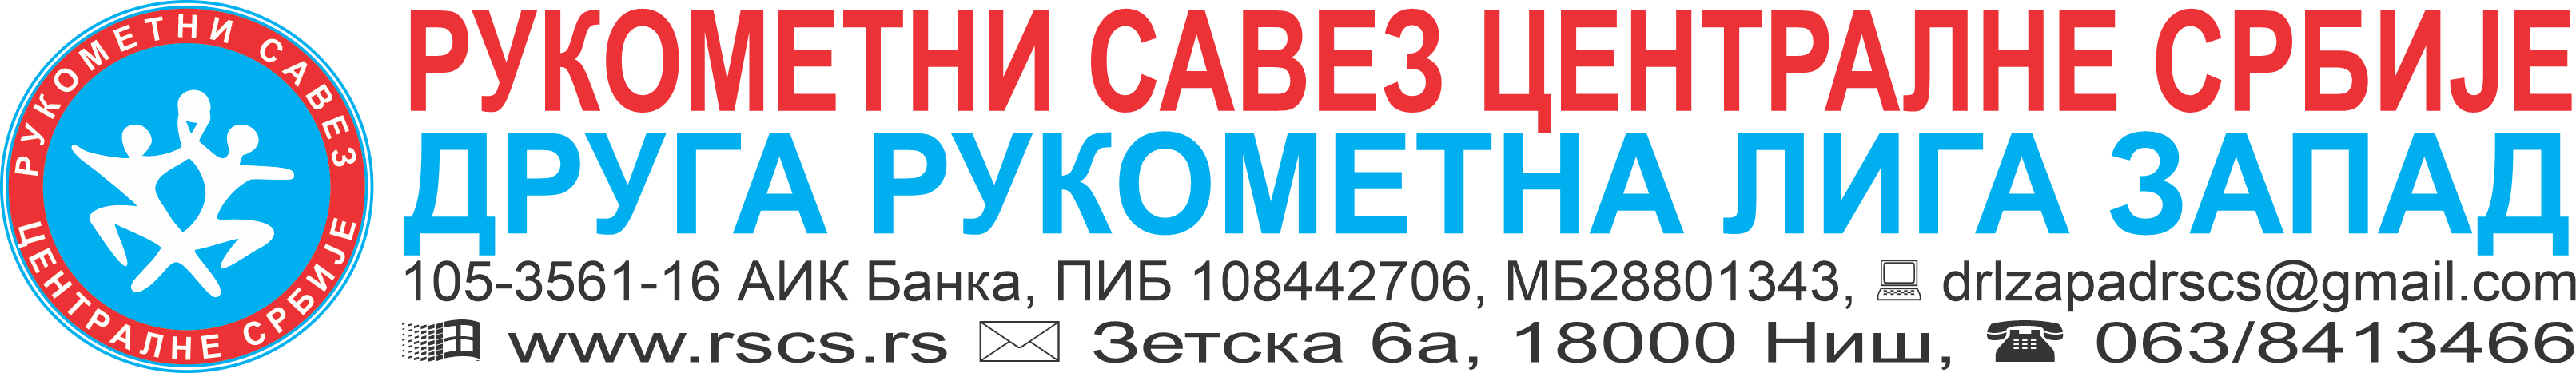 РУКОМЕТНИ САВЕЗ
ЦЕНТРАЛНЕ СРБИЈЕ
РУКОМЕТНИ САВЕЗ ЦЕНТРАЛНЕ СРБИЈЕ
ДРУГА РУКОМЕТНА ЛИГА ЗАПАД
105-3561-16 АИК Банка, ПИБ 108442706, МБ28801343, drlzapadrscs@gmail.com
www.rscs.rs Зетска 6а, 18000 Ниш, 063/8413466